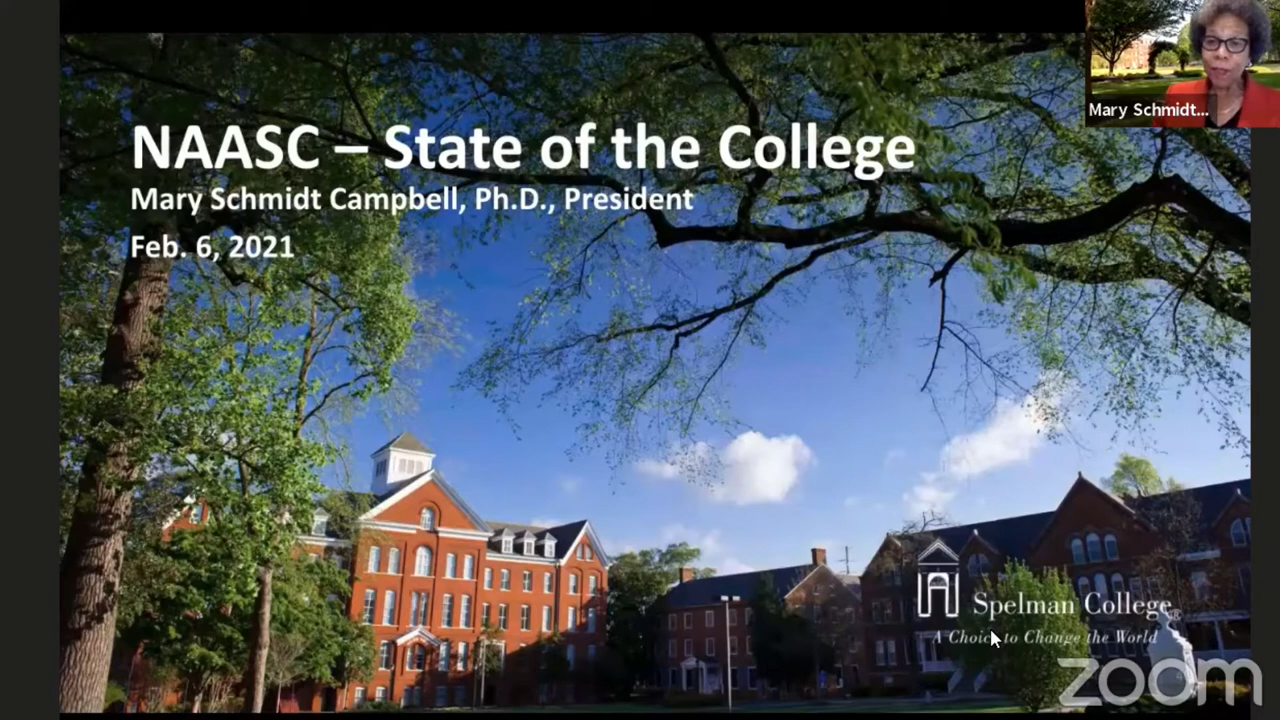 NAASC – State of the College
Mary Schmidt Campbell, Ph.D., President
Feb. 6, 2021
Mary Schmidt...
Spelman College®
A Choice to Change the World
zoom